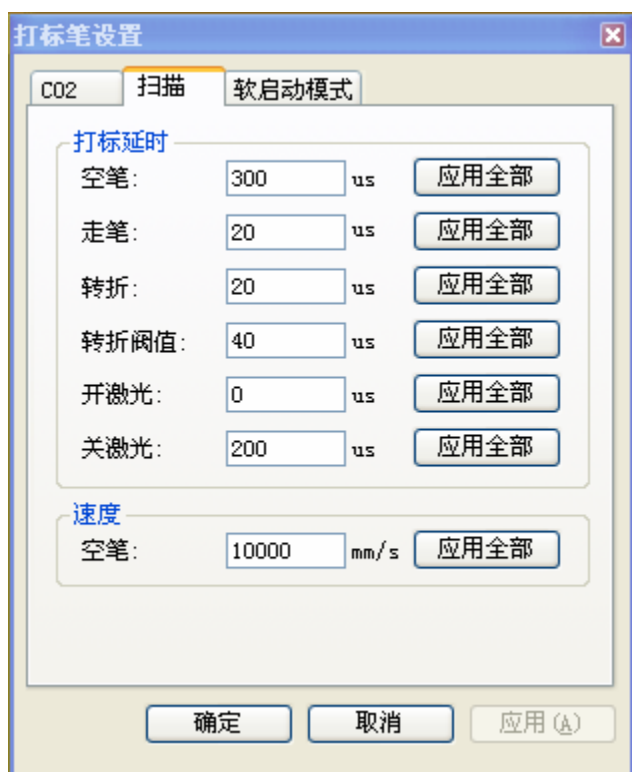 打标笔设置
CO2 扫描 软启动模式
打标延时
空笔: 300 us 应用全部
走笔: 20 us 应用全部
转折: 20 us 应用全部
转折阀值: 40 us 应用全部
开激光: 0 us 应用全部
关激光: 200 us 应用全部
速度
空笔: 10000 mm/s 应用全部
确定 取消 应用(A)